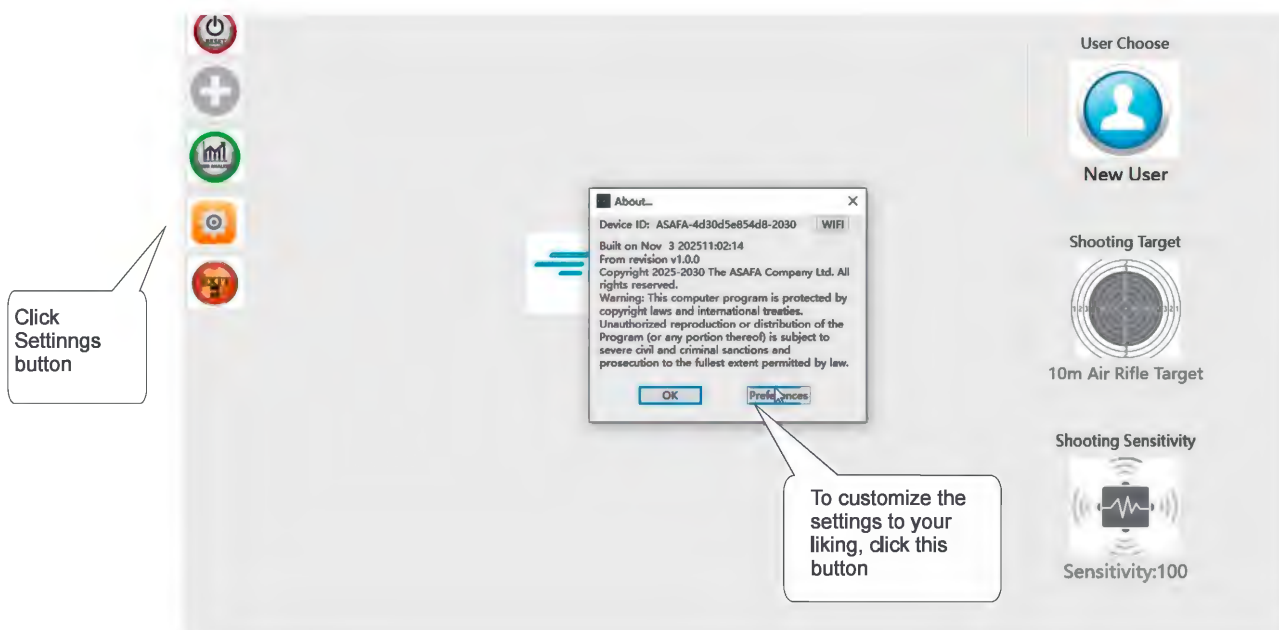 RESET
User Choose
New User
Click
Settinngs
button
About...
Device ID: ASAFA-4d30d5e854d8-2030 WIFI
Built on Nov 3 202511:02:14
From revision v1.0.0
Copyright 2025-2030 The ASAFA Company Ltd. All
rights reserved.
Warning: This computer program is protected by
copyright laws and international treaties.
Unauthorized reproduction or distribution of the
Program (or any portion thereof) is subject to
severe civil and criminal sanctions and
prosecution to the fullest extent permitted by law.
OK Preferences
To customize the
settings to your
liking, click this
button
Shooting Target
10m Air Rifle Target
Shooting Sensitivity
Sensitivity:100